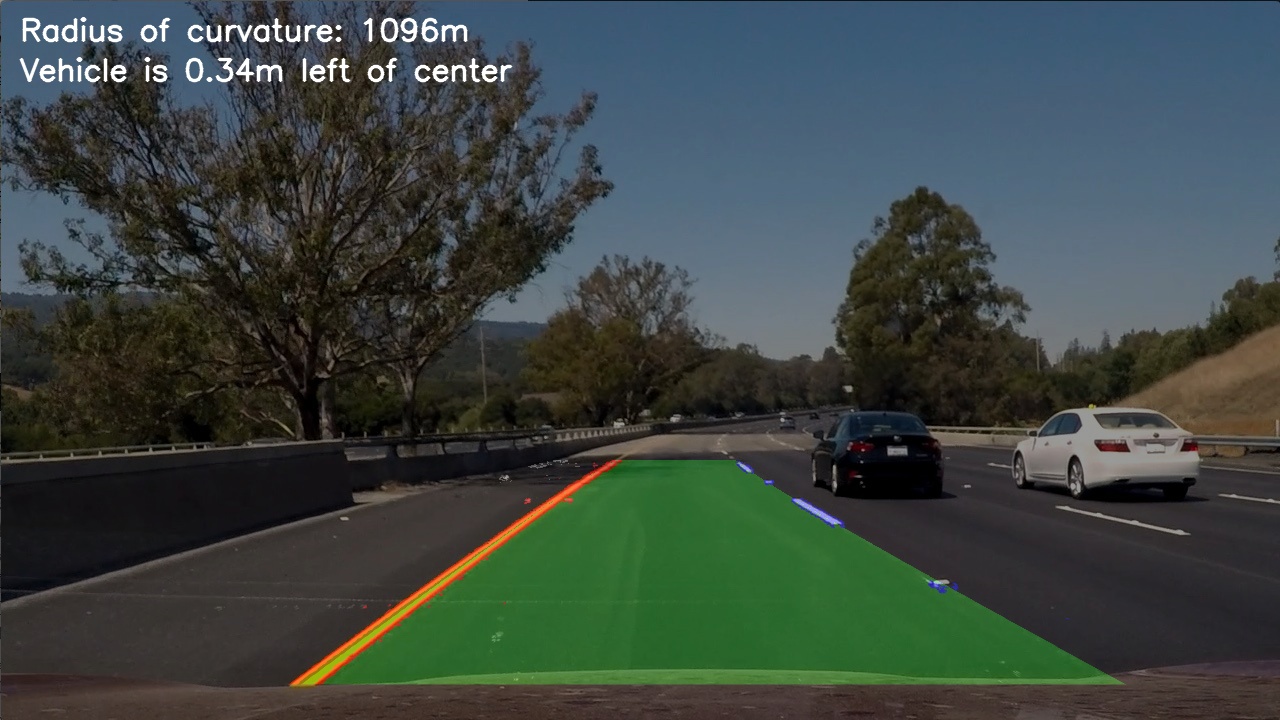 Radius of curvature: 1096m
Vehicle is 0.34m left of center